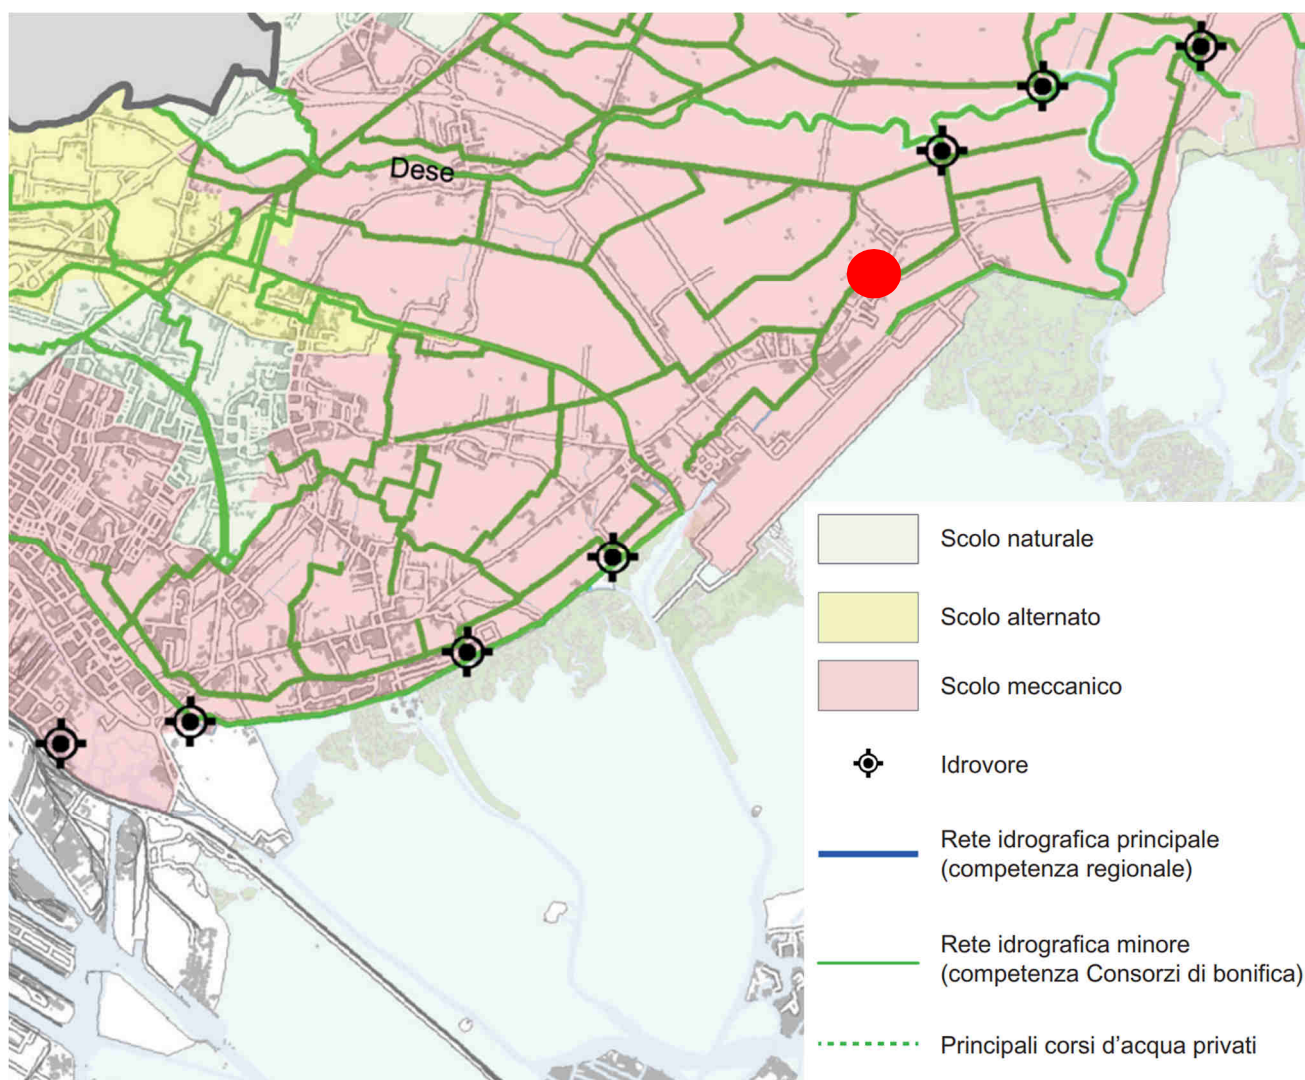 Dese
Scolo naturale
Scolo alternato
Scolo meccanico
Idrovore
Rete idrografica principale
(competenza regionale)
Rete idrografica minore
(competenza Consorzi di bonifica)
Principali corsi d'acqua privati